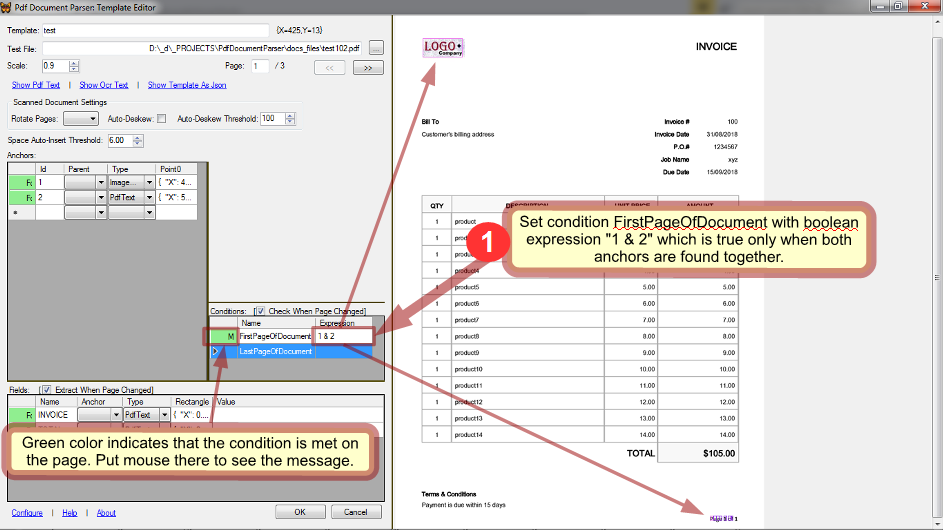 Pdf Document Parser: Template Editor
Template: test {X=425,Y=13}
Test File: D:\_d\_PROJECTS\PdfDocumentParser\docs_files\test102.pdf ...
Scale: 0.9 Page: 1 / 3 << >>
Show Pdf Text | Show Ocr Text | Show Template As Json
Scanned Document Settings
Rotate Pages: Auto-Deskew: Auto-Deskew Threshold: 100
Space Auto-Insert Threshold: 6.00
Anchors:
Id Parent Type Point0
1 Image... { "X": 4...
2 PdfText { "X": 5...
Conditions: [ Check When Page Changed]
Name Expression
M FirstPageOfDocument 1 & 2
LastPageOfDocument
Fields: [ Extract When Page Changed]
Name Anchor Type Rectangle Value
INVOICE PdfText { "X": 0....
Green color indicates that the condition is met on
the page. Put mouse there to see the message.
Configure | Help | About OK Cancel
LOGO
Company
INVOICE
Bill To
Customer's billing address
Invoice # 100
Invoice Date 31/08/2018
P.O.# 1234567
Job Name xyz
Due Date 15/09/2018
QTY DESCRIPTION UNIT PRICE AMOUNT
1
Set condition FirstPageOfDocument with boolean
expression "1 & 2" which is true only when both
anchors are found together.
1 product
1
1
1 product4
1 product5 5.00 5.00
1 product6 6.00 6.00
1 product7 7.00 7.00
1 product8 8.00 8.00
1 product9 9.00 9.00
1 product10 10.00 10.00
1 product11 11.00 11.00
1 product12 12.00 12.00
1 product13 13.00 13.00
1 product14 14.00 14.00
TOTAL $105.00
Terms & Conditions
Payment is due within 15 days
Page 1 of 1